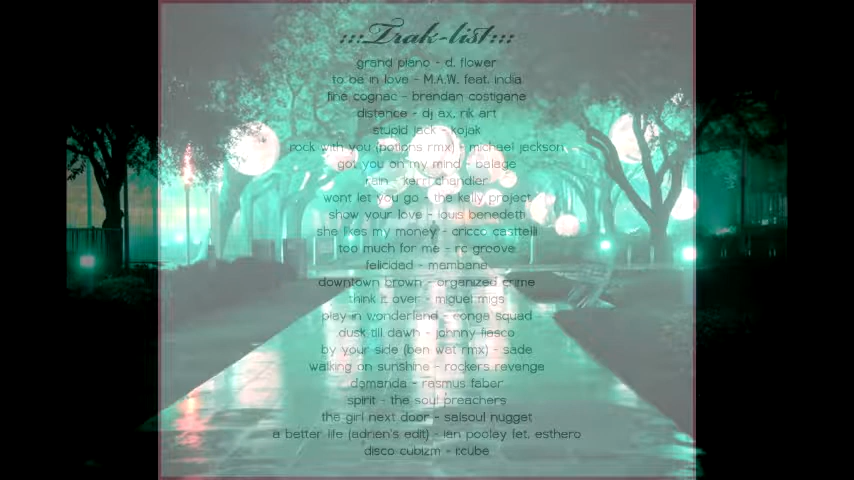 :::Trak-list:::
grand piano - d. flower
to be in love - M.A.W. feat. india
fine cognac - brendan costigane
distance - dj ax, rik art
stupid jack - kojak
rock with you (potions rmx) - michael jackson
got you on my mind - balage
rain - kerri chandler
wont let you go - the kelly project
show your love - louis benedetti
she likes my money - cricco casttelli
too much for me - rc groove
felicidad - mambana
downtown brown - organized crime
think it over - miguel migs
play in wonderland - conga squad
dusk till dawn - johnny fiasco
by your side (ben wat rmx) - sade
walking on sunshine - rockers revenge
demanda - rasmus faber
spirit - the soul preachers
the girl next door - salsoul nugget
a better life (adrien's edit) - ian pooley fet. esthero
disco cubizm - i:cube